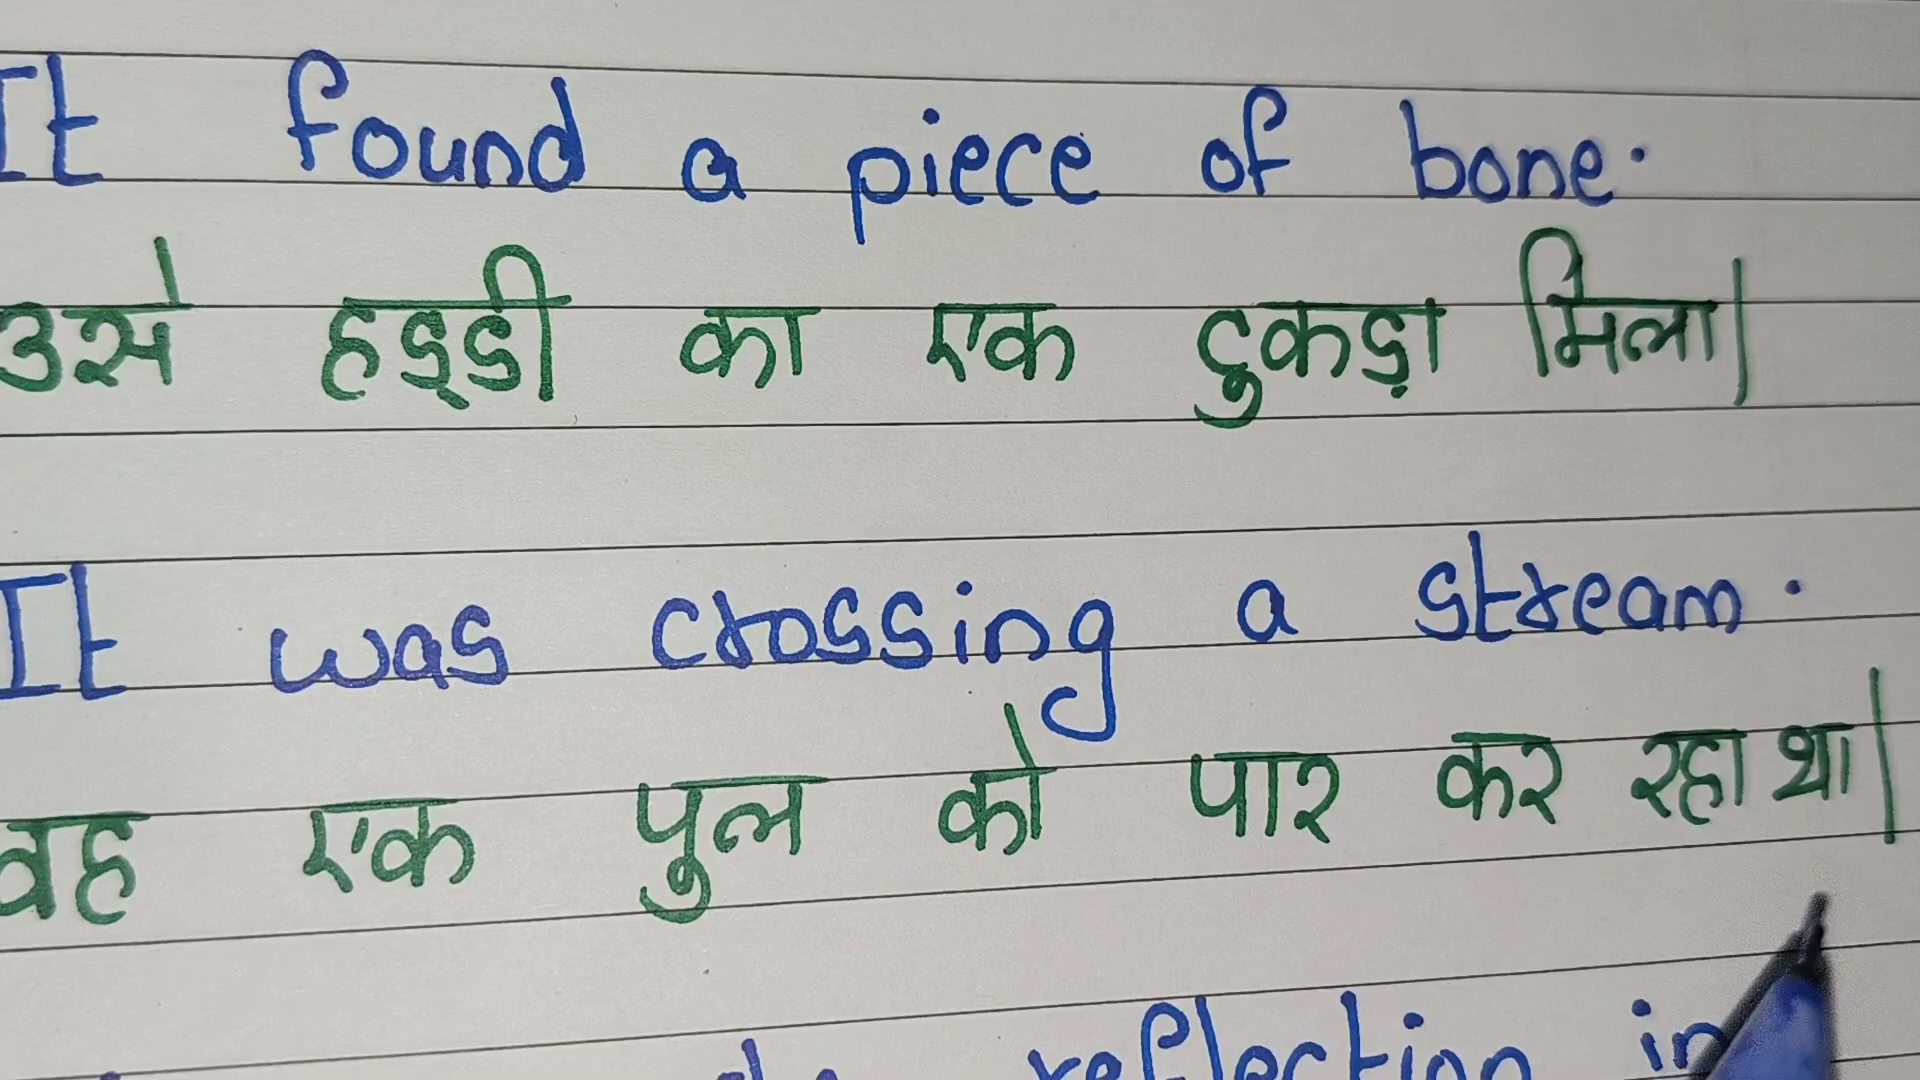 It found a piece of bone.
उसे हड्डी का एक टुकड़ा मिला|
It was crossing a stream.
वह एक पुल को पार कर रहा था|
reflection in